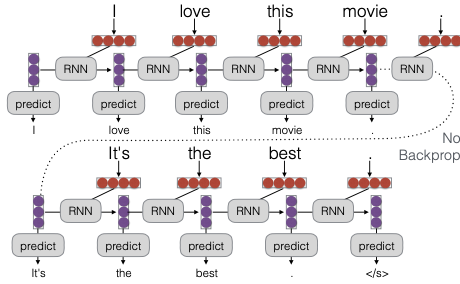 I love this movie .
RNN RNN RNN RNN RNN
predict predict predict predict predict
I love this movie .
No
Backprop
It's the best .
RNN RNN RNN RNN
predict predict predict predict predict
It's the best . </s>